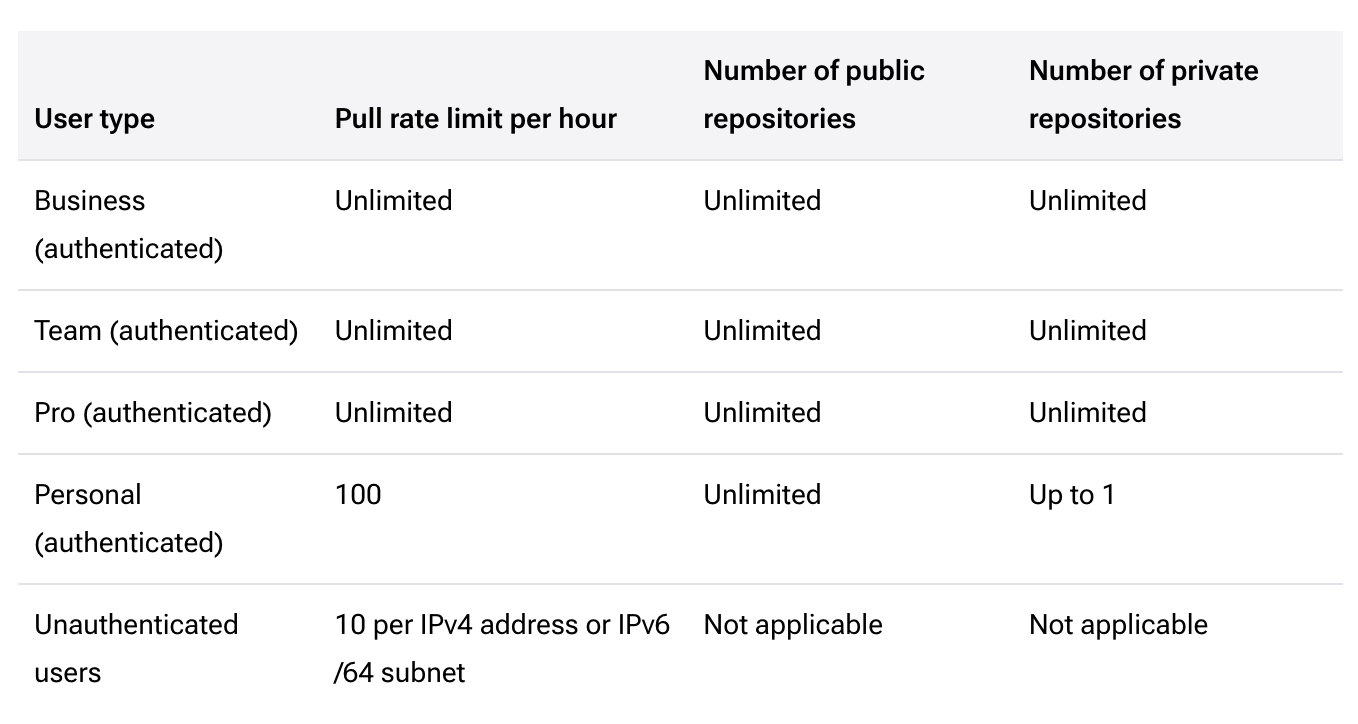 User type Pull rate limit per hour Number of public repositories Number of private repositories
Business (authenticated) Unlimited Unlimited Unlimited
Team (authenticated) Unlimited Unlimited Unlimited
Pro (authenticated) Unlimited Unlimited Unlimited
Personal (authenticated) 100 Unlimited Up to 1
Unauthenticated users 10 per IPv4 address or IPv6 /64 subnet Not applicable Not applicable